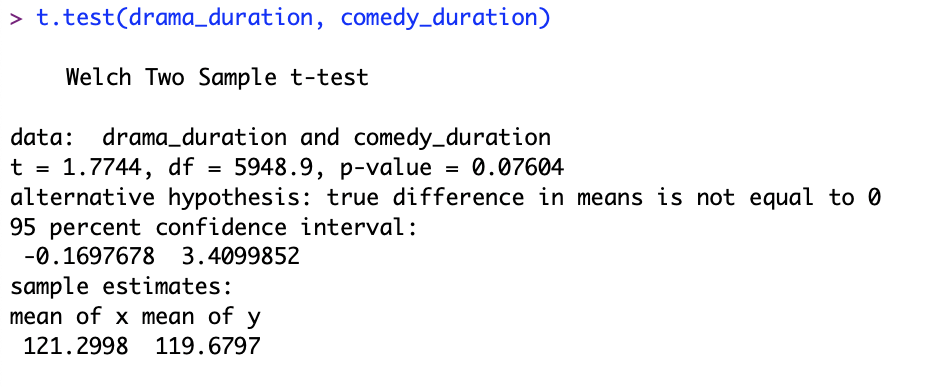 > t.test(drama_duration, comedy_duration)
Welch Two Sample t-test
data:  drama_duration and comedy_duration
t = 1.7744, df = 5948.9, p-value = 0.07604
alternative hypothesis: true difference in means is not equal to 0
95 percent confidence interval:
 -0.1697678  3.4099852
sample estimates:
mean of x mean of y
 121.2998  119.6797